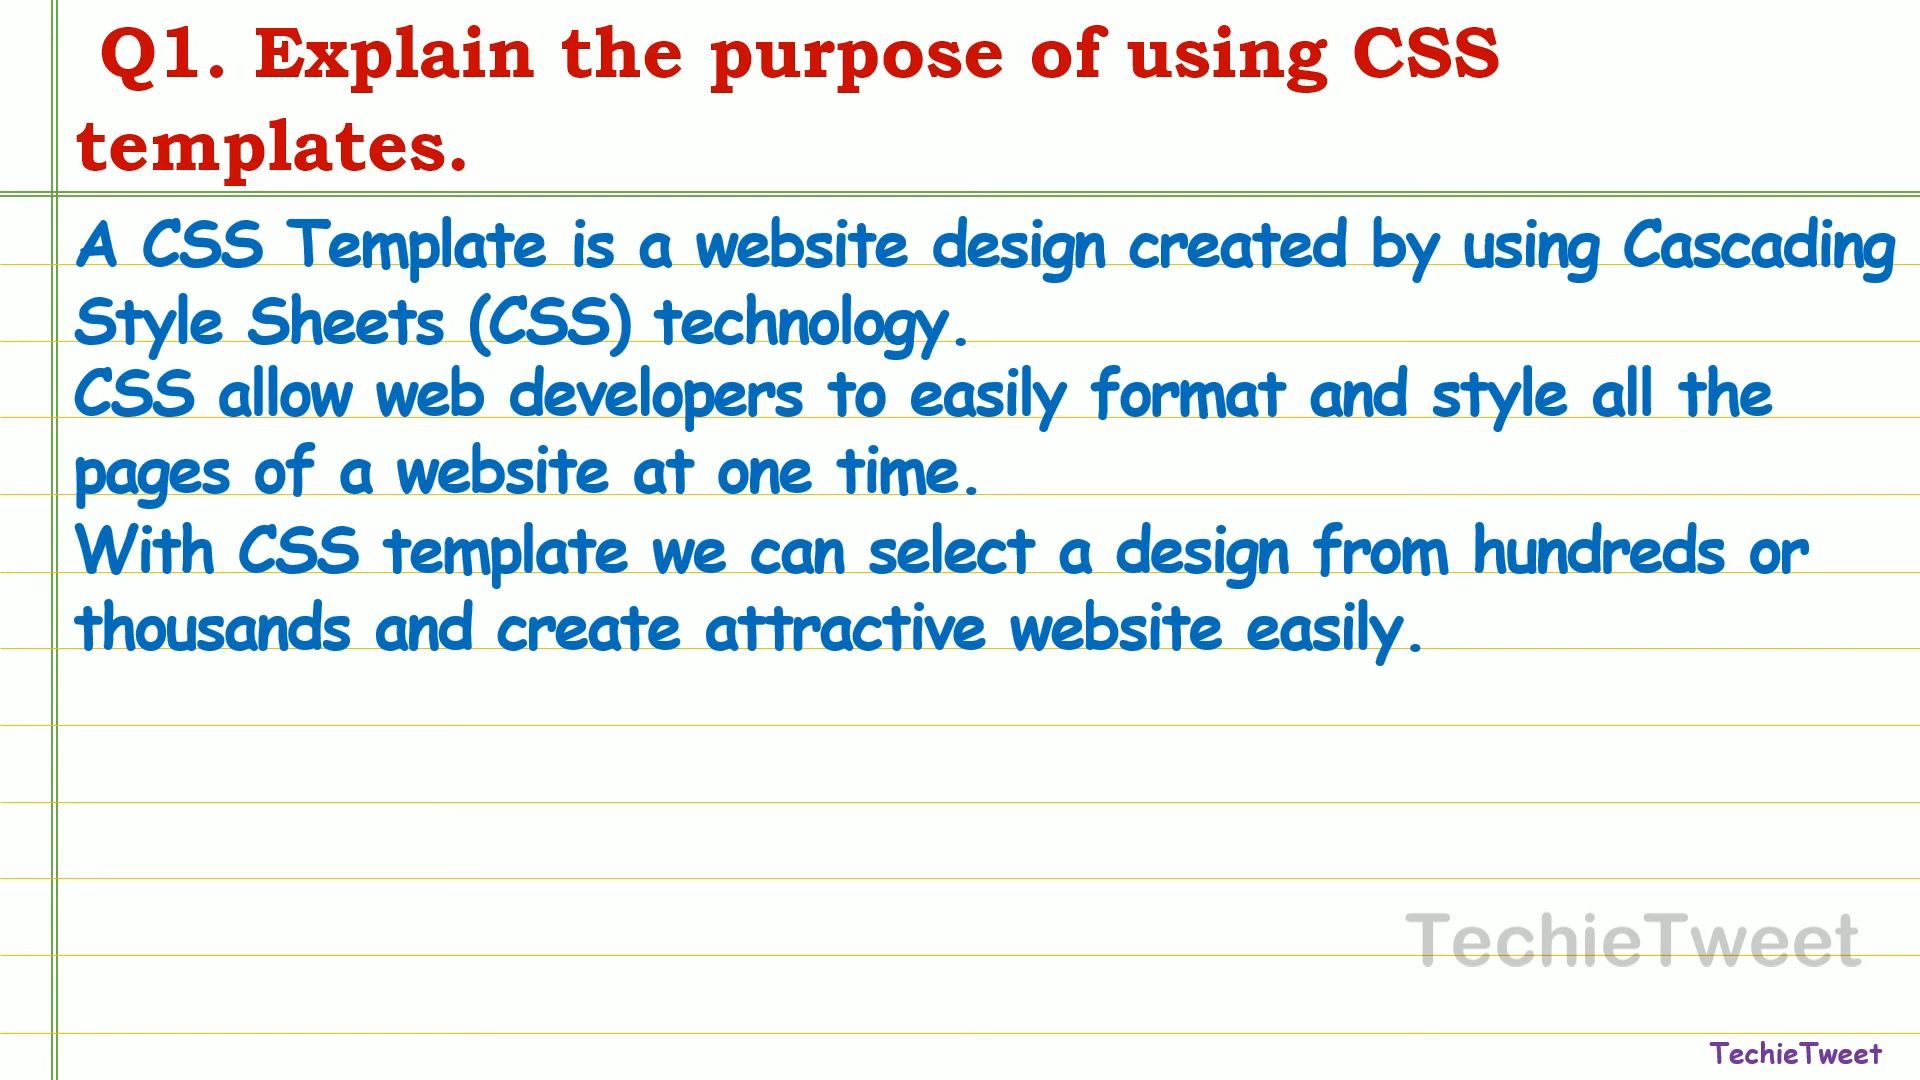 Q1. Explain the purpose of using CSS
templates.
A CSS Template is a website design created by using Cascading
Style Sheets (CSS) technology.
CSS allow web developers to easily format and style all the
pages of a website at one time.
With CSS template we can select a design from hundreds or
thousands and create attractive website easily.
TechieTweet
TechieTweet